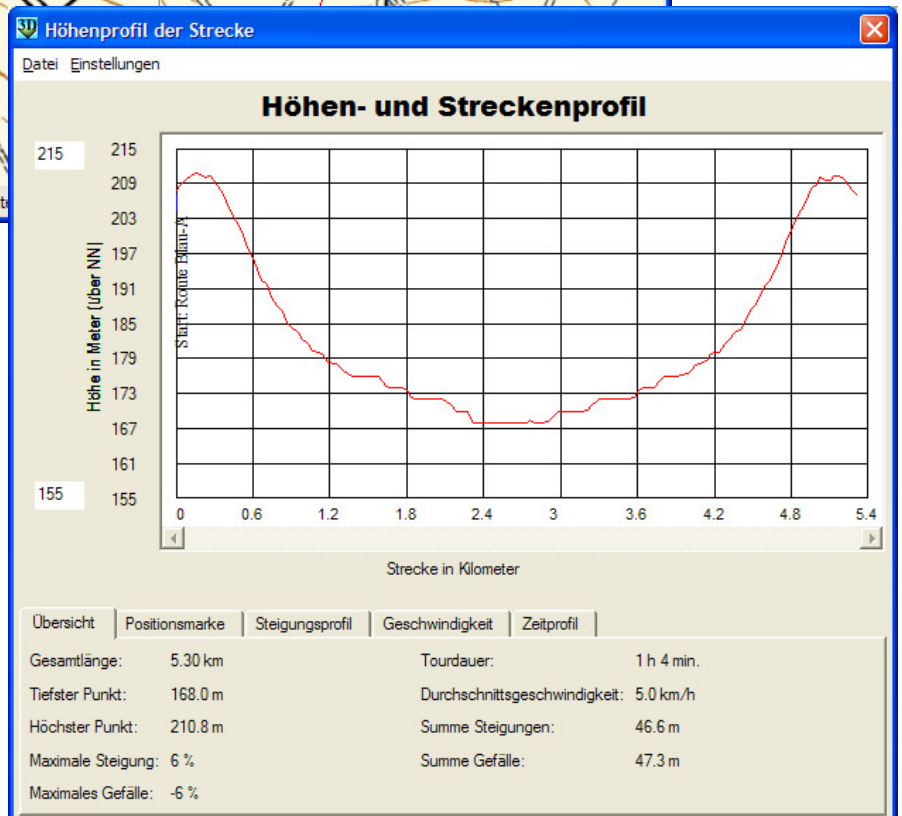 Höhenprofil der Strecke
Datei Einstellungen
Höhen- und Streckenprofil
215
155
215
209
203
197
191
185
179
173
167
161
155
Höhe in Meter [über NN]
Start: Route Blau-A
0 0.6 1.2 1.8 2.4 3 3.6 4.2 4.8 5.4
Strecke in Kilometer
Übersicht Positionsmarke Steigungsprofil Geschwindigkeit Zeitprofil
Gesamtlänge: 5.30 km Tourdauer: 1 h 4 min.
Tiefster Punkt: 168.0 m Durchschnittsgeschwindigkeit: 5.0 km/h
Höchster Punkt: 210.8 m Summe Steigungen: 46.6 m
Maximale Steigung: 6 % Summe Gefälle: 47.3 m
Maximales Gefälle: -6 %